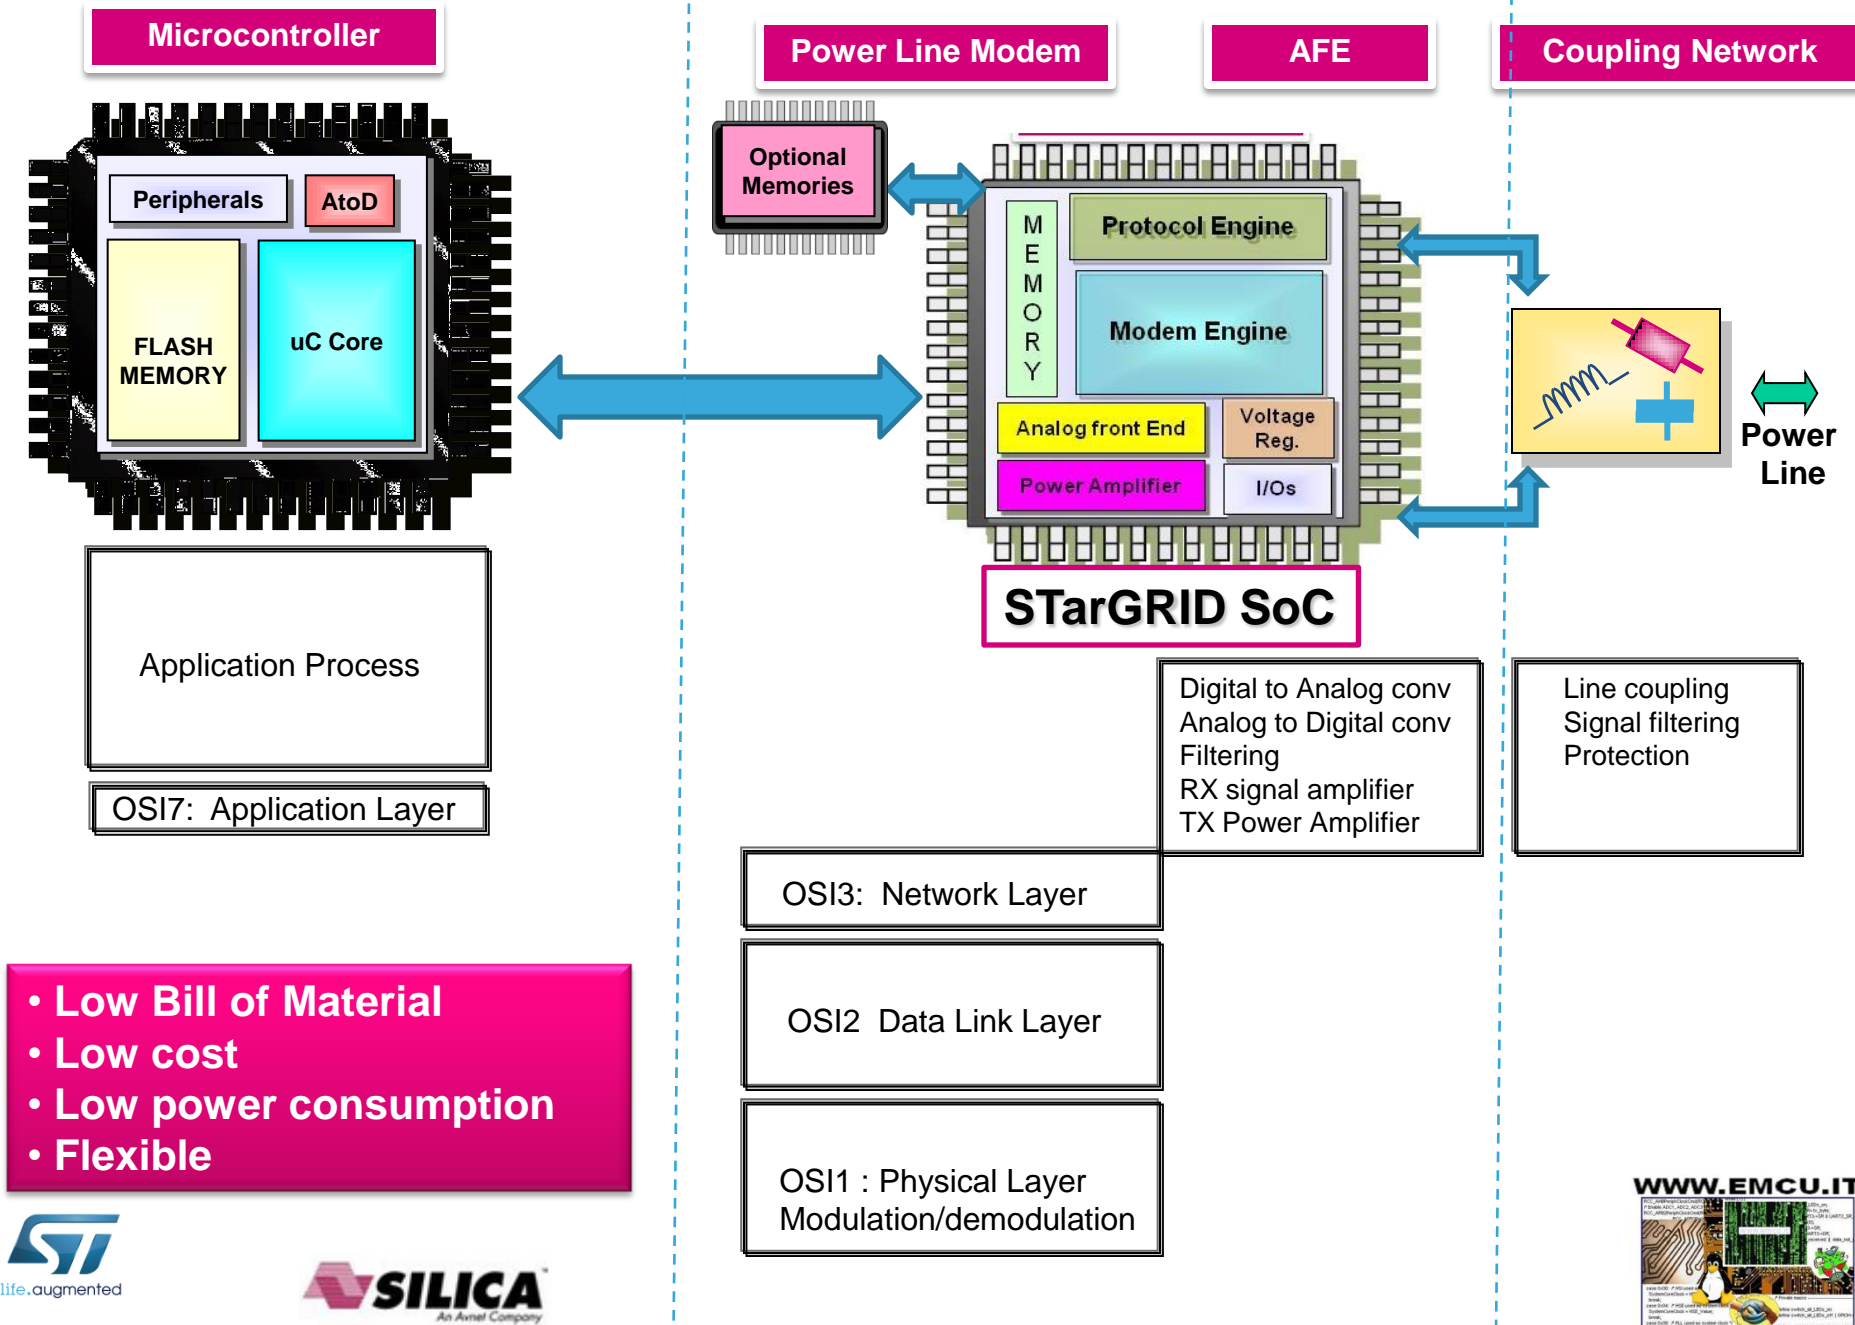 Microcontroller
Power Line Modem
AFE
Coupling Network
Peripherals
AtoD
FLASH
MEMORY
uC Core
Optional
Memories
MEMORY
Protocol Engine
Modem Engine
Analog front End
Voltage
Reg.
Power Amplifier
I/Os
Power
Line
STarGRID SoC
Application Process
OSI7: Application Layer
Digital to Analog conv
Analog to Digital conv
Filtering
RX signal amplifier
TX Power Amplifier
Line coupling
Signal filtering
Protection
OSI3: Network Layer
OSI2 Data Link Layer
OSI1 : Physical Layer
Modulation/demodulation
• Low Bill of Material
• Low cost
• Low power consumption
• Flexible
ST
life.augmented
SILICA
An Avnet Company
WWW.EMCU.IT